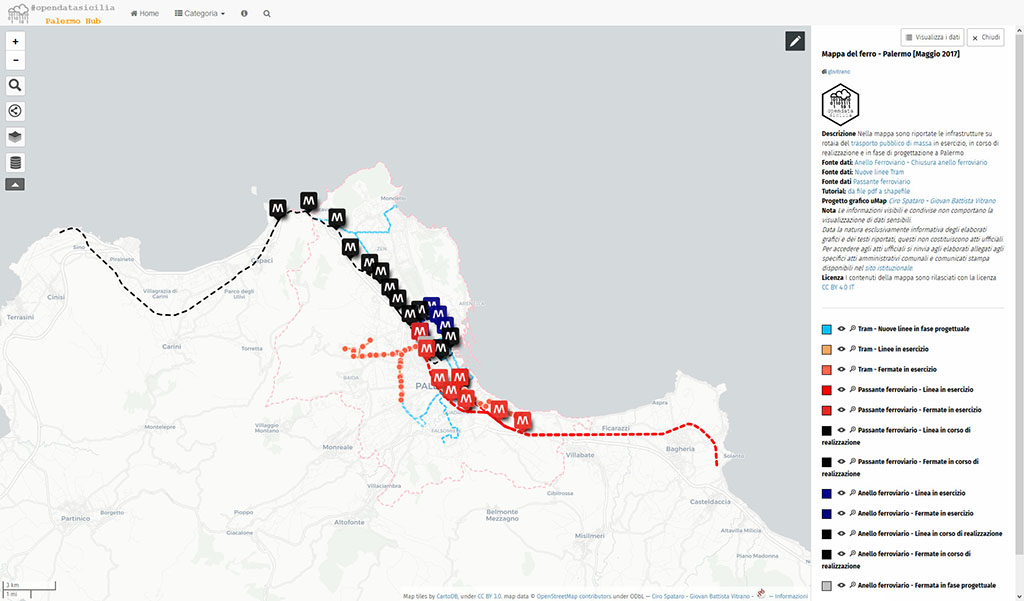 #opendatasicilia
Palermo Hub
Home
Categoria
+
−
Visualizza i dati
Chiudi
Mappa del ferro - Palermo [Maggio 2017]
di gbvitrano
opendata
sicilia
Descrizione Nella mappa sono riportate le infrastrutture su
rotaia del trasporto pubblico di massa in esercizio, in corso di
realizzazione e in fase di progettazione a Palermo
Fonte dati: Anello Ferroviario - Chiusura anello ferroviario
Fonte dati: Nuove linee Tram
Fonte dati Passante ferroviario
Tutorial: da file pdf a shapefile
Progetto grafico uMap Ciro Spataro - Giovan Battista Vitrano
Nota Le informazioni visibili e condivise non comportano la
visualizzazione di dati sensibili.
Data la natura esclusivamente informativa degli elaborati
grafici e dei testi riportati, questi non costituiscono atti ufficiali.
Per accedere agli atti ufficiali si rinvia agli elaborati allegati agli
specifici atti amministrativi comunali e comunicati stampa
disponibili nel sito istituzionale.
Licenza I contenuti della mappa sono rilasciati con la licenza
CC BY 4.0 IT
Tram - Nuove linee in fase progettuale
Tram - Linee in esercizio
Tram - Fermate in esercizio
Passante ferroviario - Linea in esercizio
Passante ferroviario - Fermate in esercizio
Passante ferroviario - Linea in corso di
realizzazione
Passante ferroviario - Fermate in corso di
realizzazione
Anello ferroviario - Linea in esercizio
Anello ferroviario - Fermate in esercizio
Anello ferroviario - Linea in corso di realizzazione
Anello ferroviario - Fermate in corso di
realizzazione
Anello ferroviario - Fermata in fase progettuale
Mondello
ZEN
Sino
Piraineto
Capaci
Cinisi
Villagrazia di
Carini
Parco degli
Ulivi
Terrasini
Carini
Torretta
BAIDA
Montelepre
Villaggio
Montano
Monreale
Ficarazzi
Aspra
Bagheria
Solanto
Villabate
Villaciambra
Gibilrossa
Casteldaccia
Partinico
Borgetto
Pioppo
Giacalone
Altofonte
Belmonte
Mezzagno
Misilmeri
Altavilla Milicia
Piano Madonna
3 km
1 mi
Map tiles by CartoDB, under CC BY 3.0. map data © OpenStreetMap contributors under ODbL — Ciro Spataro - Giovan Battista Vitrano - — Informazioni